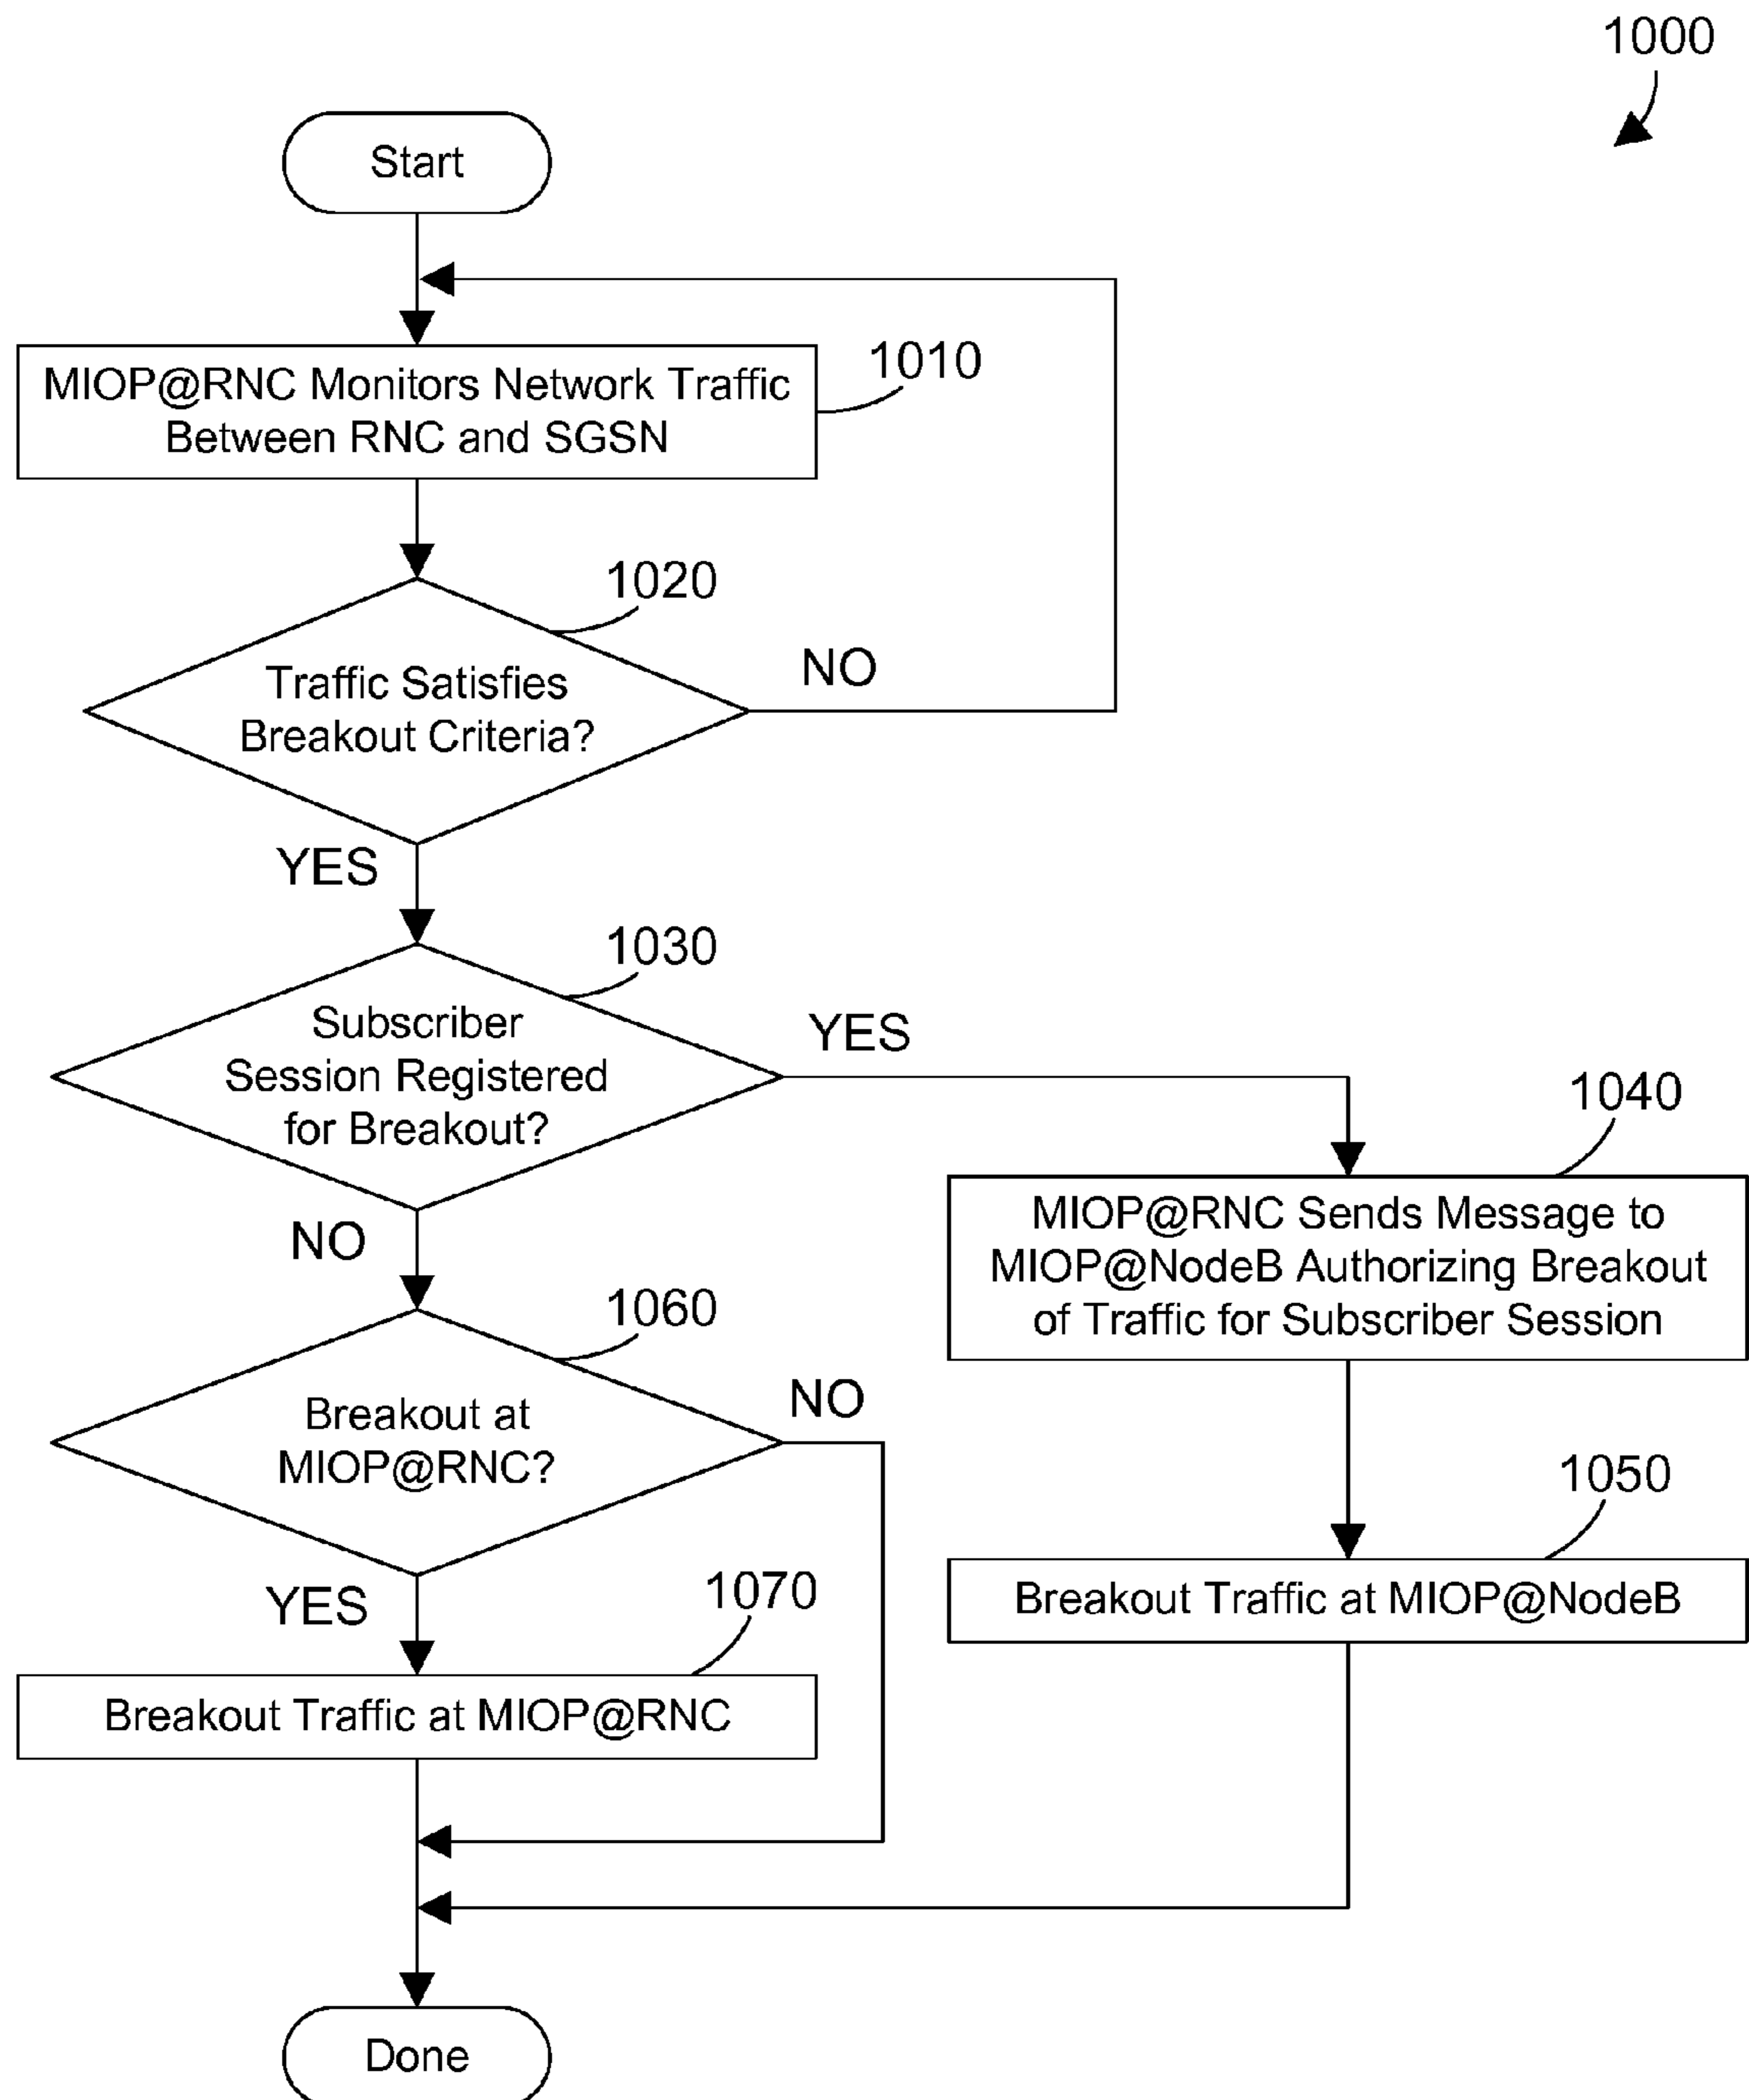 1000
Start
MIOP@RNC Monitors Network Traffic
Between RNC and SGSN
1010
1020
Traffic Satisfies
Breakout Criteria?
NO
YES
1030
Subscriber
Session Registered
for Breakout?
YES
NO
1040
MIOP@RNC Sends Message to
MIOP@NodeB Authorizing Breakout
of Traffic for Subscriber Session
1060
Breakout at
MIOP@RNC?
NO
YES
1050
Breakout Traffic at MIOP@NodeB
1070
Breakout Traffic at MIOP@RNC
Done